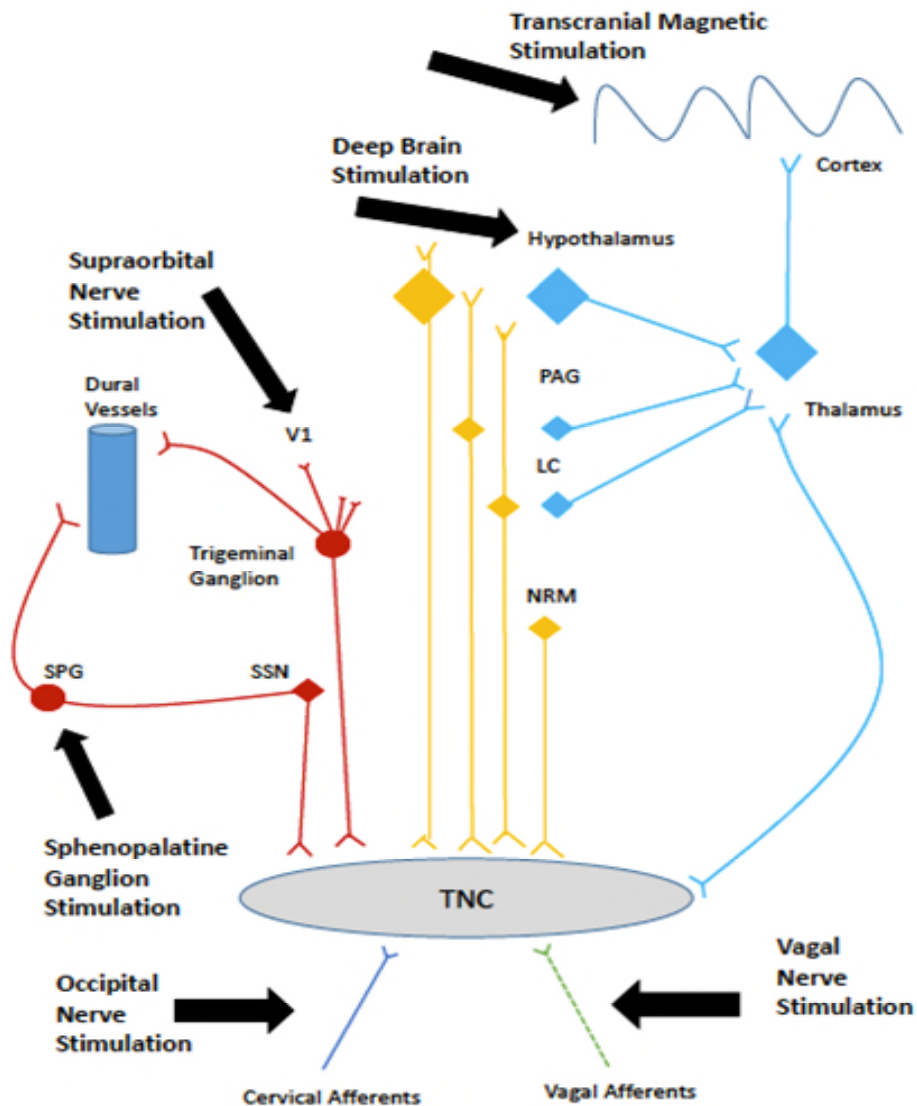 Transcranial Magnetic
Stimulation
Deep Brain
Stimulation
Cortex
Hypothalamus
Supraorbital
Nerve
Stimulation
Dural
Vessels
V1
PAG
Thalamus
LC
Trigeminal
Ganglion
NRM
SPG
SSN
Sphenopalatine
Ganglion
Stimulation
TNC
Occipital
Nerve
Stimulation
Vagal
Nerve
Stimulation
Cervical Afferents
Vagal Afferents